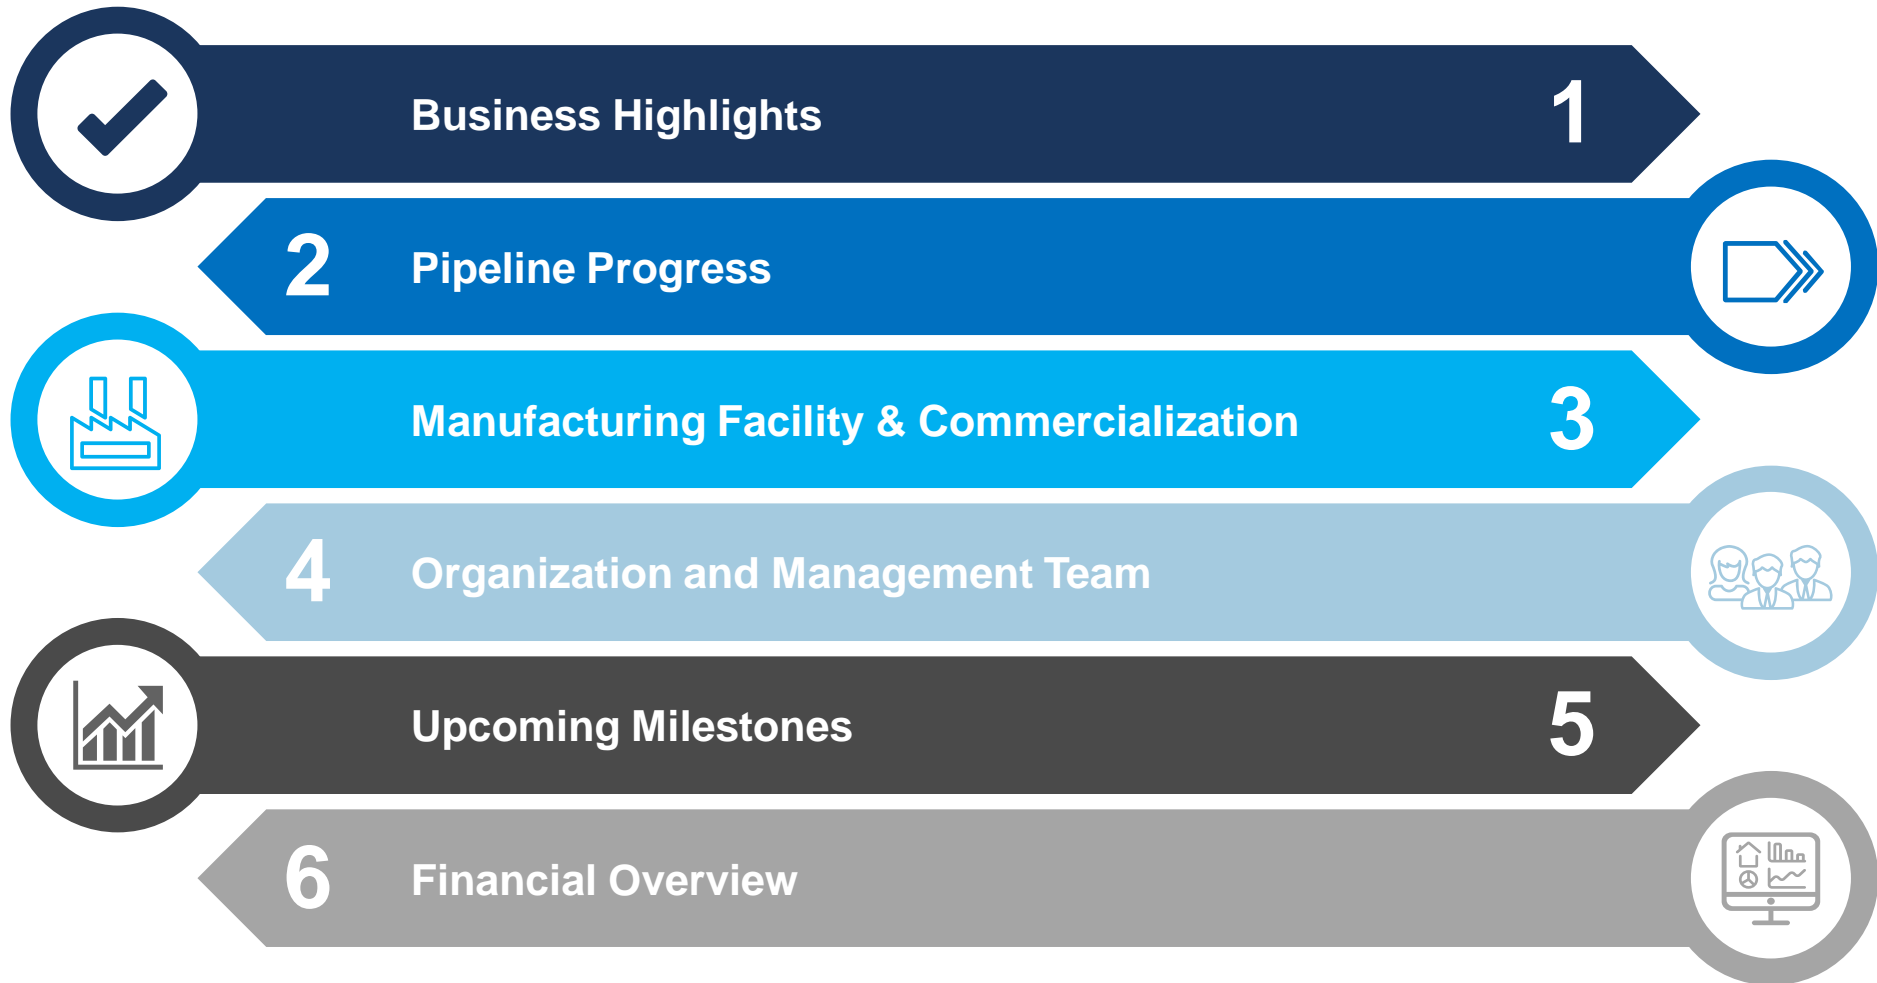 Business Highlights 1
2 Pipeline Progress
Manufacturing Facility & Commercialization 3
4 Organization and Management Team
Upcoming Milestones 5
6 Financial Overview